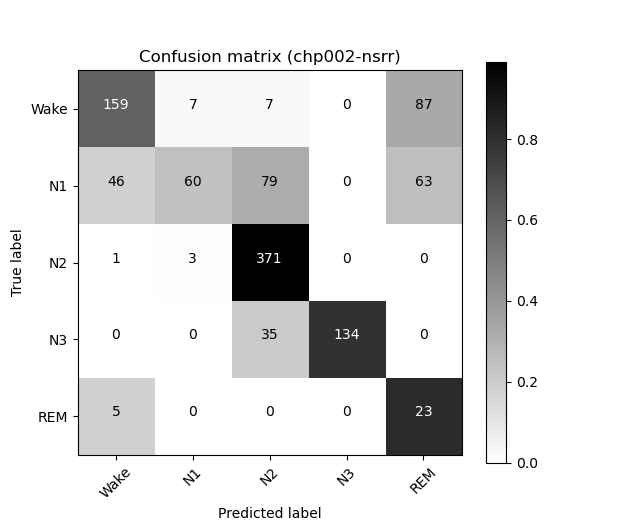 Confusion matrix (chp002-nsrr)
Wake 159 7 7 0 87
N1 46 60 79 0 63
N2 1 3 371 0 0
N3 0 0 35 134 0
REM 5 0 0 0 23
Wake N1 N2 N3 REM
Predicted label
True label
0.8
0.6
0.4
0.2
0.0